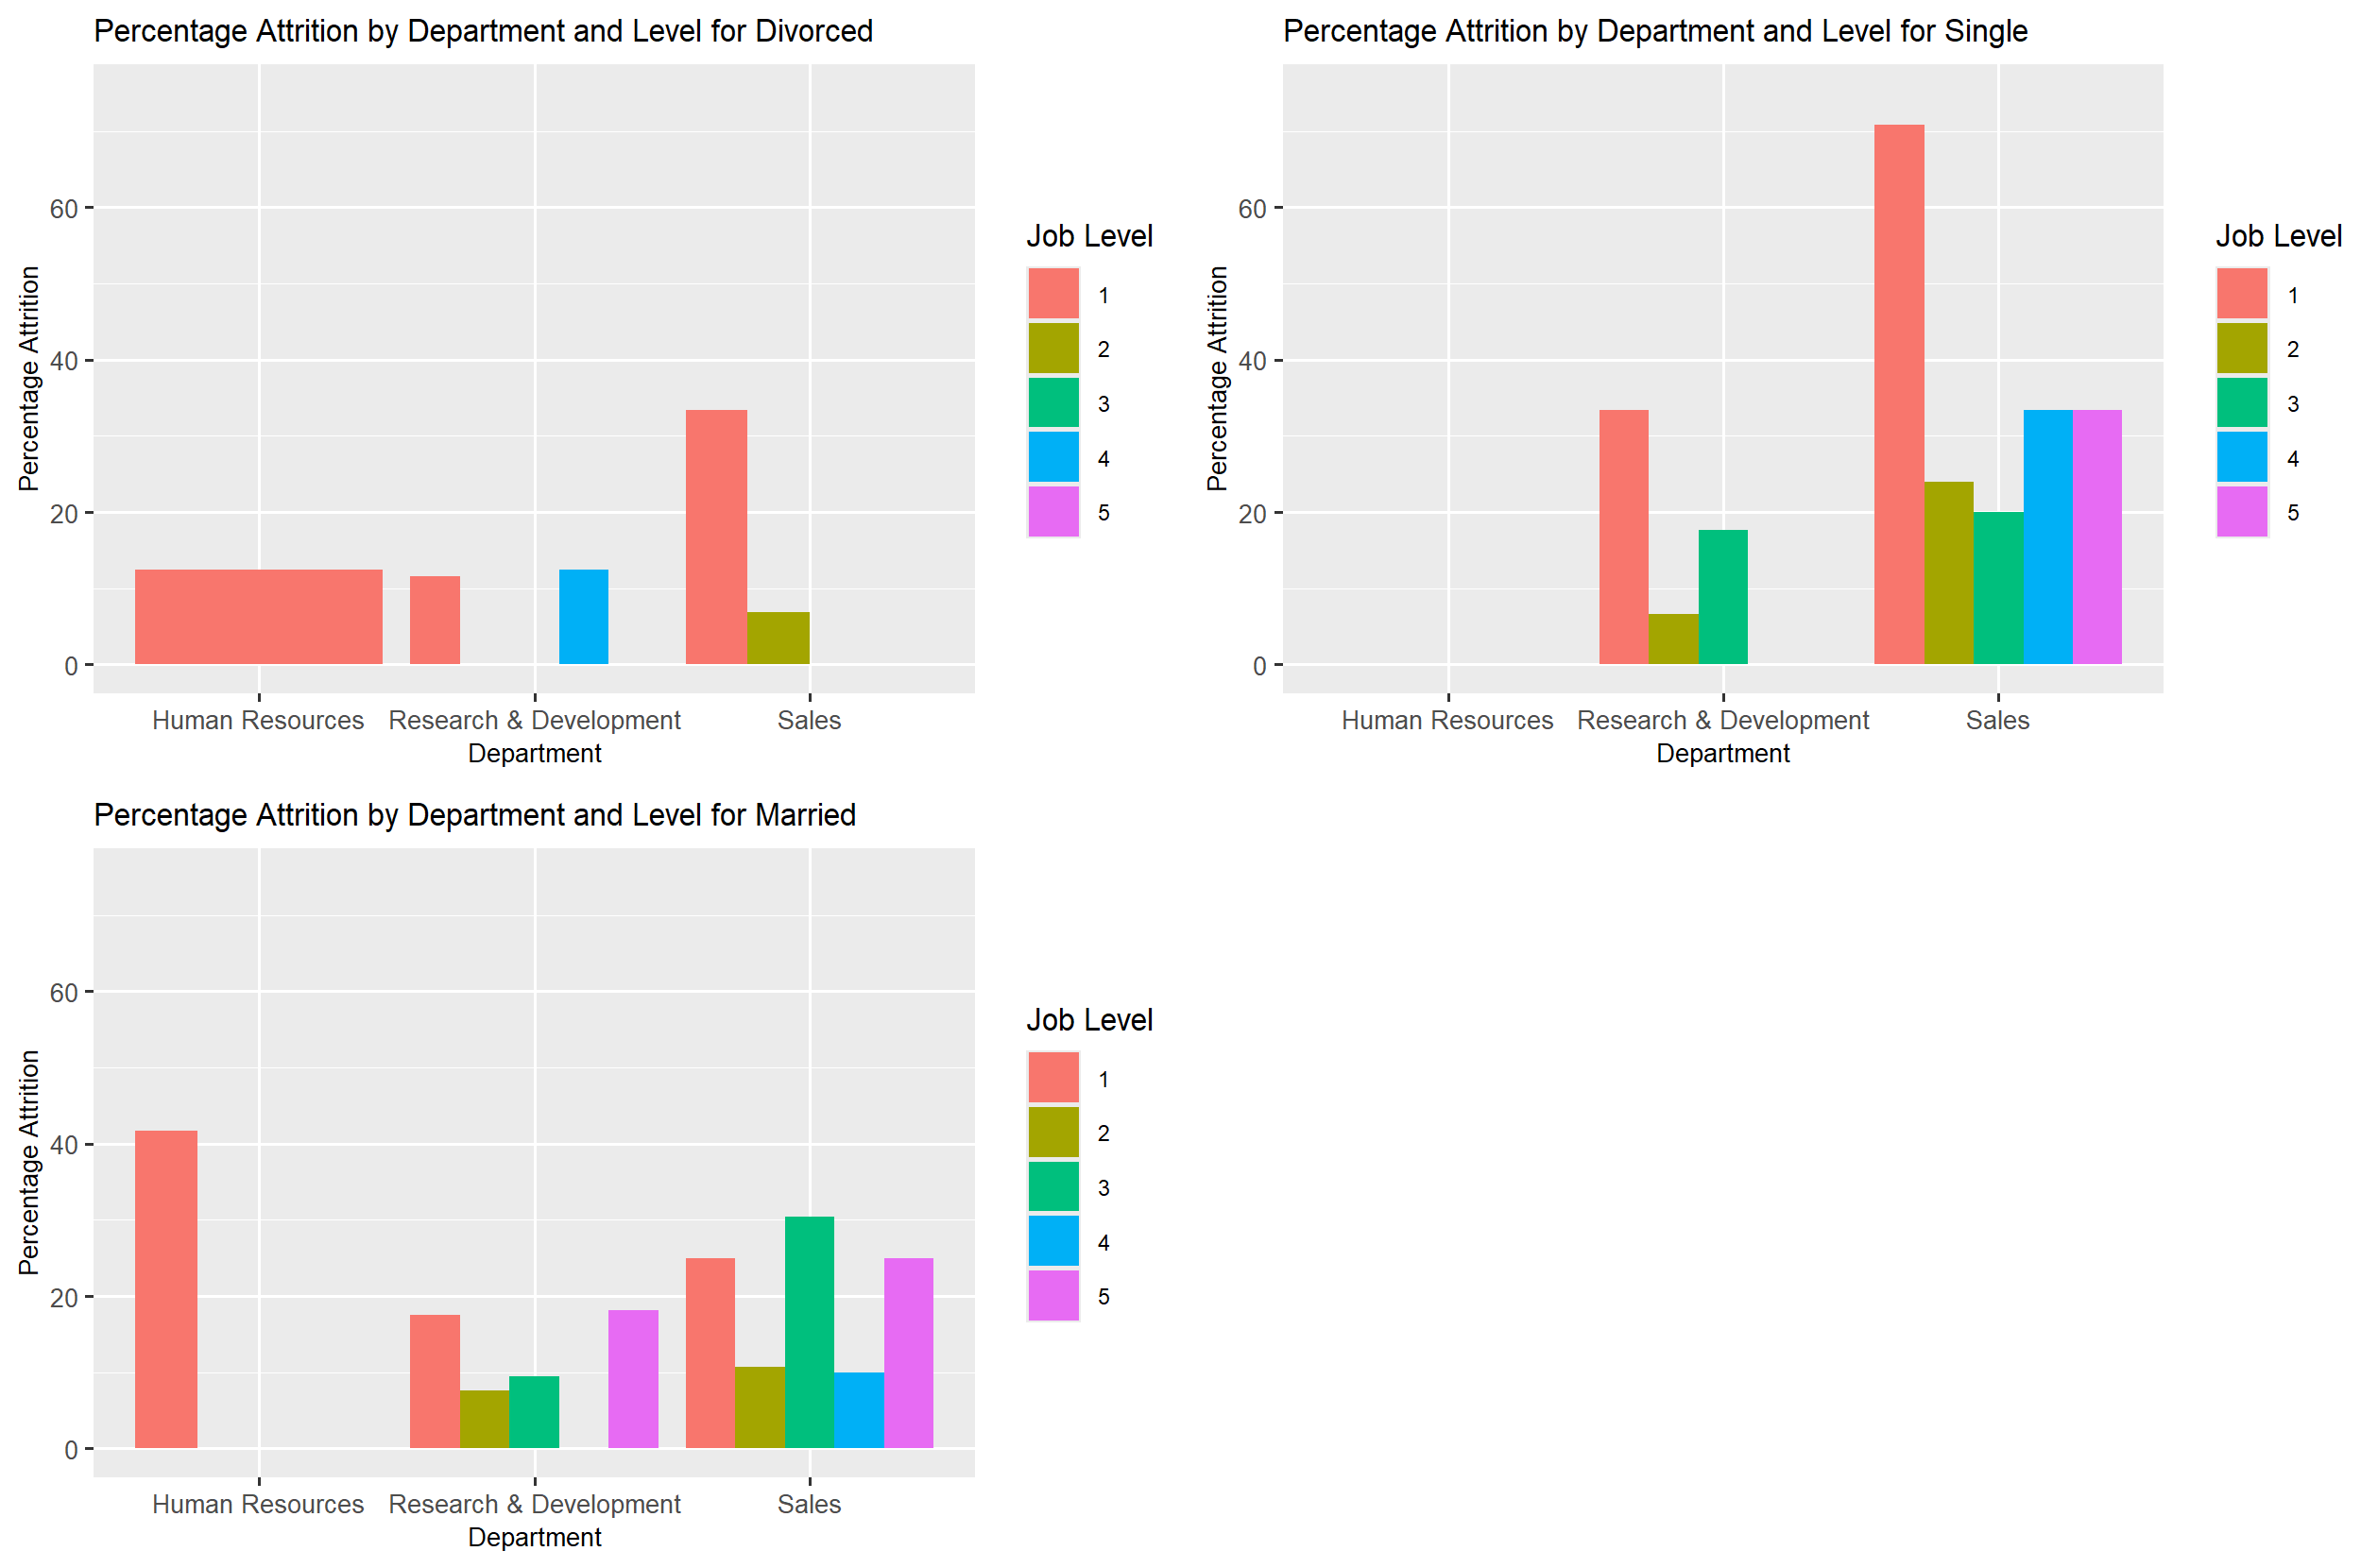 Percentage Attrition by Department and Level for Divorced
Percentage Attrition
60
40
20
0
Human Resources Research & Development Sales
Department
Job Level
1
2
3
4
5
Percentage Attrition by Department and Level for Single
Percentage Attrition
60
40
20
0
Human Resources Research & Development Sales
Department
Job Level
1
2
3
4
5
Percentage Attrition by Department and Level for Married
Percentage Attrition
60
40
20
0
Human Resources Research & Development Sales
Department
Job Level
1
2
3
4
5